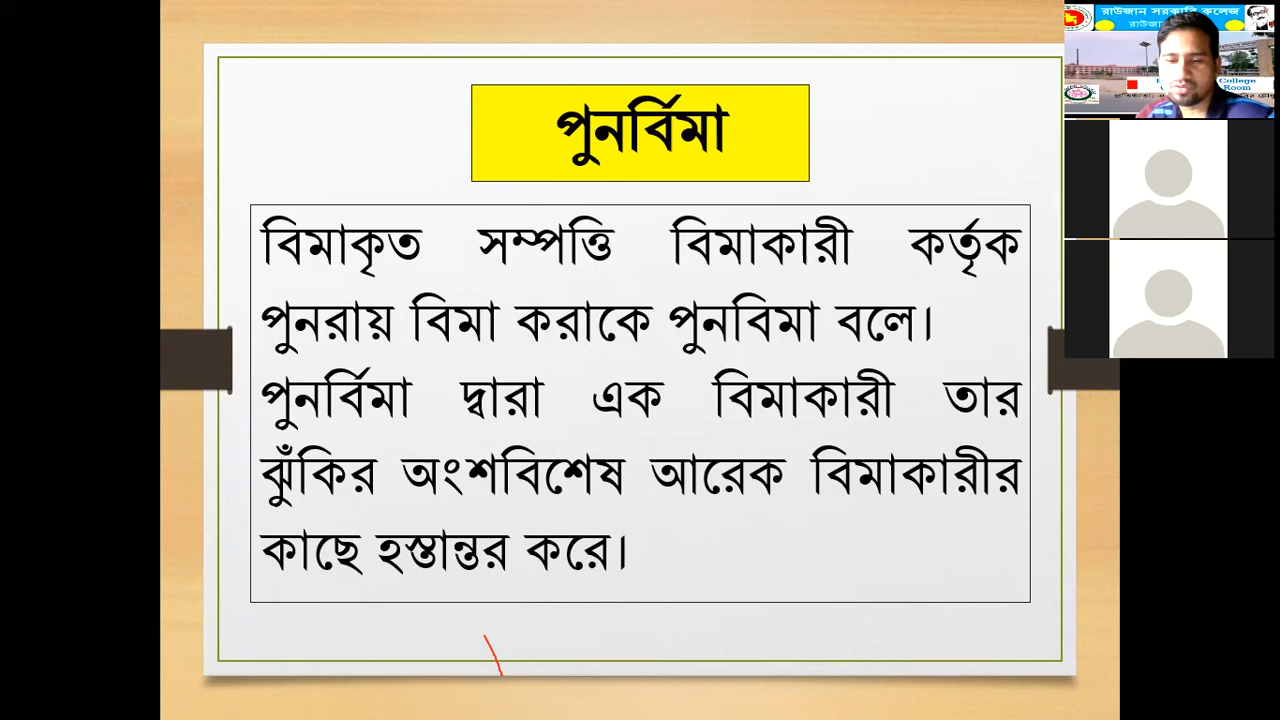 পুনর্বিমা
বিমাকৃত সম্পত্তি বিমাকারী কর্তৃক
পুনরায় বিমা করাকে পুনবিমা বলে।
পুনর্বিমা দ্বারা এক বিমাকারী তার
ঝুঁকির অংশবিশেষ আরেক বিমাকারীর
কাছে হস্তান্তর করে।
রাউজান সরকারি কলেজ
College
Room